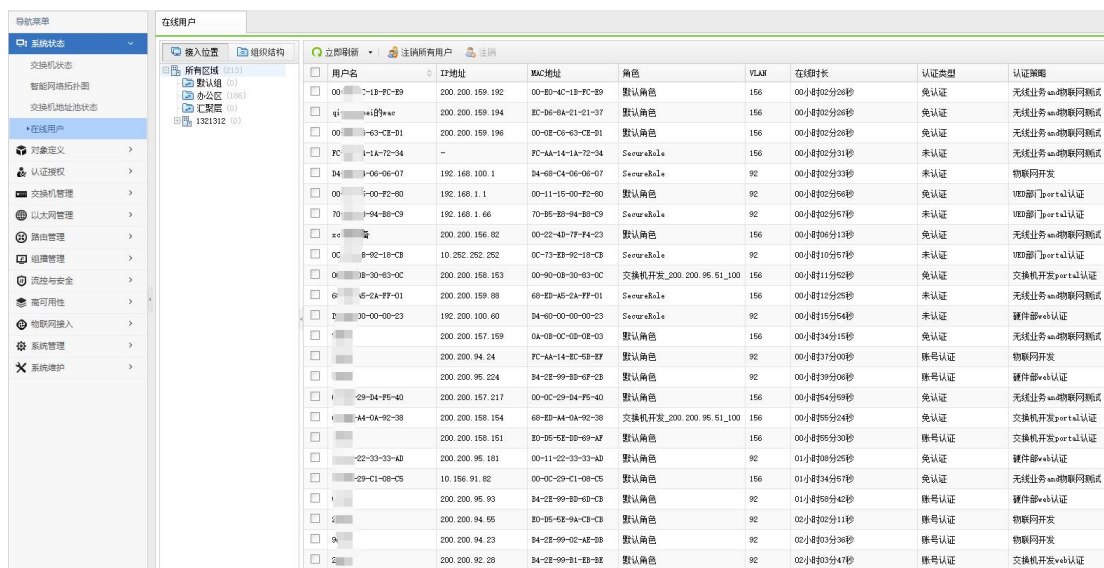 导航菜单
在线用户
系统状态
交换机状态
智能网络拓扑图
交换机地址池状态
在线用户
对象定义
认证授权
交换机管理
以太网管理
路由管理
组播管理
流控与安全
高可用性
物联网接入
系统管理
系统维护
接入位置 组织结构
所有区域 (213)
默认组 (0)
办公区 (186)
汇聚层 (0)
1321312 (0)
立即刷新 注销所有用户 注销
用户名 IP地址 MAC地址 角色 VLAN 在线时长 认证类型 认证策略
200.200.159.192 00-E0-4C-1B-FC-E9 默认角色 156 00小时02分26秒 免认证 无线业务and物联网测试
200.200.159.194 EC-D6-8A-21-21-37 默认角色 156 00小时02分26秒 免认证 无线业务and物联网测试
200.200.159.196 00-0E-C6-63-CE-D1 默认角色 156 00小时02分26秒 免认证 无线业务and物联网测试
- FC-AA-14-1A-72-34 SecureRole 156 00小时02分31秒 未认证 无线业务and物联网测试
192.168.100.1 D4-68-C4-06-06-07 SecureRole 92 00小时02分33秒 未认证 物联网开发
192.168.1.1 00-11-15-00-F2-60 默认角色 92 00小时02分56秒 免认证 UED部门portal认证
192.168.1.66 70-B5-E8-94-B8-C9 SecureRole 92 00小时02分57秒 未认证 UED部门portal认证
200.200.156.82 00-22-4D-7F-F4-23 默认角色 156 00小时06分13秒 免认证 无线业务and物联网测试
10.252.252.252 0C-73-EB-92-18-CB SecureRole 92 00小时10分57秒 未认证 UED部门portal认证
200.200.158.153 00-90-0B-30-83-0C 交换机开发_200.200.95.51_100 156 00小时11分52秒 免认证 交换机开发portal认证
200.200.159.88 68-ED-A5-2A-FF-01 SecureRole 156 00小时12分25秒 未认证 无线业务and物联网测试
192.200.100.60 D4-60-00-00-00-23 SecureRole 92 00小时15分54秒 未认证 硬件部web认证
200.200.157.159 0A-0B-0C-0D-0E-03 默认角色 156 00小时34分15秒 免认证 无线业务and物联网测试
200.200.94.24 FC-AA-14-EC-5B-EF 默认角色 92 00小时37分00秒 账号认证 物联网开发
200.200.95.224 B4-2E-99-BD-6F-2B 默认角色 92 00小时39分06秒 账号认证 硬件部web认证
-29-D4-F5-40 200.200.157.217 00-0C-29-D4-F5-40 默认角色 156 00小时54分59秒 免认证 无线业务and物联网测试
-A4-0A-92-38 200.200.158.154 68-ED-A4-0A-92-38 交换机开发_200.200.95.51_100 156 00小时55分24秒 免认证 交换机开发portal认证
200.200.158.151 E0-D5-5E-DD-69-AF 默认角色 156 00小时55分30秒 账号认证 交换机开发portal认证
-22-33-33-AD 200.200.95.181 00-11-22-33-33-AD 默认角色 92 01小时08分25秒 免认证 硬件部web认证
-29-C1-08-C5 10.156.91.82 00-0C-29-C1-08-C5 默认角色 156 01小时34分57秒 免认证 无线业务and物联网测试
200.200.95.93 B4-2E-99-BD-6D-CB 默认角色 92 01小时58分42秒 账号认证 硬件部web认证
200.200.94.55 E0-D5-5E-9A-CB-CB 默认角色 92 02小时02分11秒 账号认证 物联网开发
200.200.94.23 B4-2E-99-02-AE-DB 默认角色 92 02小时03分36秒 账号认证 物联网开发
200.200.92.28 B4-2E-99-B1-EB-BE 默认角色 92 02小时03分47秒 账号认证 交换机开发web认证